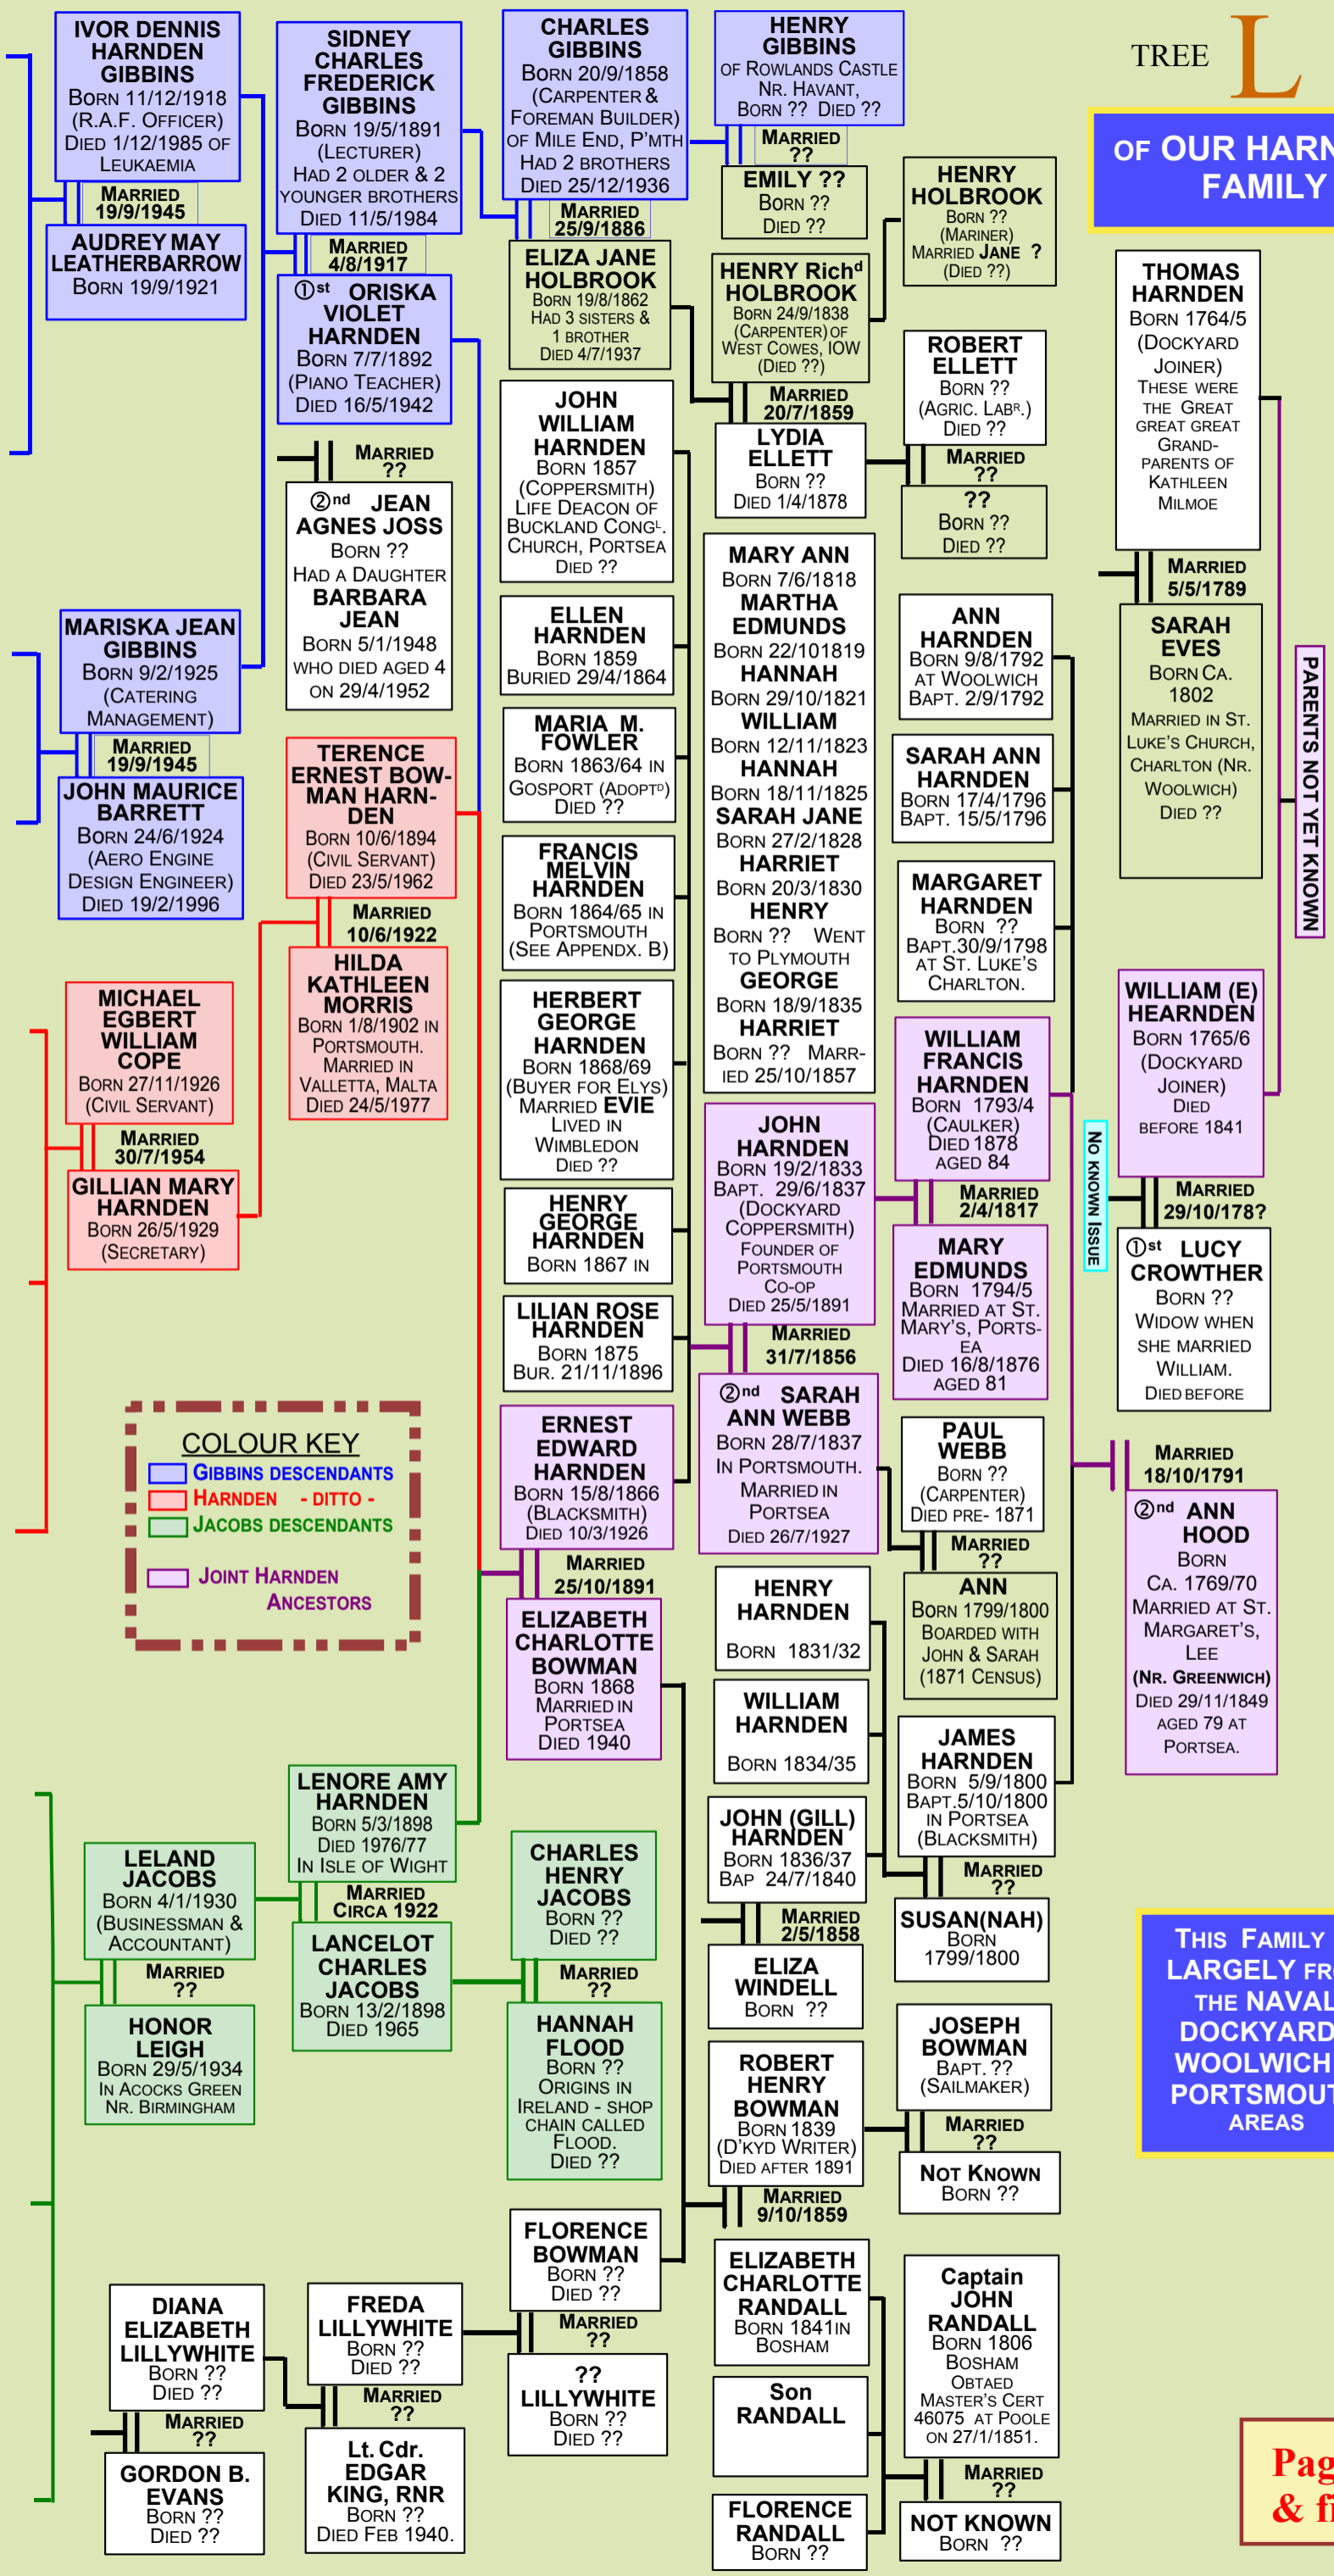 IVOR DENNIS
HARNDEN
GIBBINS
BORN 11/12/1918
(R.A.F. OFFICER)
DIED 1/12/1985 OF
LEUKAEMIA
MARRIED
19/9/1945
AUDREY MAY
LEATHERBARROW
BORN 19/9/1921
MARISKA JEAN
GIBBINS
BORN 9/2/1925
(CATERING
MANAGEMENT)
MARRIED
19/9/1945
JOHN MAURICE
BARRETT
BORN 24/6/1924
(AERO ENGINE
DESIGN ENGINEER)
DIED 19/2/1996
MICHAEL
EGBERT
WILLIAM
COPE
BORN 27/11/1926
(CIVIL SERVANT)
MARRIED
30/7/1954
GILLIAN MARY
HARNDEN
BORN 26/5/1929
(SECRETARY)
COLOUR KEY
GIBBINS DESCENDANTS
HARNDEN - DITTO -
JACOBS DESCENDANTS
JOINT HARNDEN
ANCESTORS
LELAND
JACOBS
BORN 4/1/1930
(BUSINESSMAN &
ACCOUNTANT)
MARRIED
??
HONOR
LEIGH
BORN 29/5/1934
IN ACOCKS GREEN
NR. BIRMINGHAM
DIANA
ELIZABETH
LILLYWHITE
BORN ??
DIED ??
MARRIED
??
GORDON B.
EVANS
BORN ??
DIED ??
SIDNEY
CHARLES
FREDERICK
GIBBINS
BORN 19/5/1891
(LECTURER)
HAD 2 OLDER & 2
YOUNGER BROTHERS
DIED 11/5/1984
MARRIED
4/8/1917
①st ORISKA
VIOLET
HARNDEN
BORN 7/7/1892
(PIANO TEACHER)
DIED 16/5/1942
MARRIED
??
②nd JEAN
AGNES JOSS
BORN ??
HAD A DAUGHTER
BARBARA
JEAN
BORN 5/1/1948
WHO DIED AGED 4
ON 29/4/1952
TERENCE
ERNEST BOW-
MAN HARN-
DEN
BORN 10/6/1894
(CIVIL SERVANT)
DIED 23/5/1962
MARRIED
10/6/1922
HILDA
KATHLEEN
MORRIS
BORN 1/8/1902 IN
PORTSMOUTH.
MARRIED IN
VALLETTA, MALTA
DIED 24/5/1977
LENORE AMY
HARNDEN
BORN 5/3/1898
DIED 1976/77
IN ISLE OF WIGHT
MARRIED
CIRCA 1922
LANCELOT
CHARLES
JACOBS
BORN 13/2/1898
DIED 1965
FREDA
LILLYWHITE
BORN ??
DIED ??
MARRIED
??
Lt. Cdr.
EDGAR
KING, RNR
BORN ??
DIED FEB 1940.
CHARLES
GIBBINS
BORN 20/9/1858
(CARPENTER &
FOREMAN BUILDER)
OF MILE END, P'MTH
HAD 2 BROTHERS
DIED 25/12/1936
MARRIED
25/9/1886
ELIZA JANE
HOLBROOK
BORN 19/8/1862
HAD 3 SISTERS &
1 BROTHER
DIED 4/7/1937
JOHN
WILLIAM
HARNDEN
BORN 1857
(COPPERSMITH)
LIFE DEACON OF
BUCKLAND CONGL.
CHURCH, PORTSEA
DIED ??
ELLEN
HARNDEN
BORN 1859
BURIED 29/4/1864
MARIA M.
FOWLER
BORN 1863/64 IN
GOSPORT (ADOPTD)
DIED ??
FRANCIS
MELVIN
HARNDEN
BORN 1864/65 IN
PORTSMOUTH
(SEE APPENDX. B)
HERBERT
GEORGE
HARNDEN
BORN 1868/69
(BUYER FOR ELYS)
MARRIED EVIE
LIVED IN
WIMBLEDON
DIED ??
HENRY
GEORGE
HARNDEN
BORN 1867 IN
LILIAN ROSE
HARNDEN
BORN 1875
BUR. 21/11/1896
ERNEST
EDWARD
HARNDEN
BORN 15/8/1866
(BLACKSMITH)
DIED 10/3/1926
MARRIED
25/10/1891
ELIZABETH
CHARLOTTE
BOWMAN
BORN 1868
MARRIED IN
PORTSEA
DIED 1940
CHARLES
HENRY
JACOBS
BORN ??
DIED ??
MARRIED
??
HANNAH
FLOOD
BORN ??
ORIGINS IN
IRELAND - SHOP
CHAIN CALLED
FLOOD.
DIED ??
FLORENCE
BOWMAN
BORN ??
DIED ??
MARRIED
??
??
LILLYWHITE
BORN ??
DIED ??
HENRY
GIBBINS
OF ROWLANDS CASTLE
NR. HAVANT,
BORN ?? DIED ??
MARRIED
??
EMILY ??
BORN ??
DIED ??
HENRY Richd
HOLBROOK
BORN 24/9/1838
(CARPENTER) OF
WEST COWES, IOW
(DIED ??)
MARRIED
20/7/1859
LYDIA
ELLETT
BORN ??
DIED 1/4/1878
MARY ANN
BORN 7/6/1818
MARTHA
EDMUNDS
BORN 22/101819
HANNAH
BORN 29/10/1821
WILLIAM
BORN 12/11/1823
HANNAH
BORN 18/11/1825
SARAH JANE
BORN 27/2/1828
HARRIET
BORN 20/3/1830
HENRY
BORN ?? WENT
TO PLYMOUTH
GEORGE
BORN 18/9/1835
HARRIET
BORN ?? MARR-
IED 25/10/1857
JOHN
HARNDEN
BORN 19/2/1833
BAPT. 29/6/1837
(DOCKYARD
COPPERSMITH)
FOUNDER OF
PORTSMOUTH
CO-OP
DIED 25/5/1891
MARRIED
31/7/1856
②nd SARAH
ANN WEBB
BORN 28/7/1837
IN PORTSMOUTH.
MARRIED IN
PORTSEA
DIED 26/7/1927
HENRY
HARNDEN
BORN 1831/32
WILLIAM
HARNDEN
BORN 1834/35
JOHN (GILL)
HARNDEN
BORN 1836/37
BAP 24/7/1840
MARRIED
2/5/1858
ELIZA
WINDELL
BORN ??
ROBERT
HENRY
BOWMAN
BORN 1839
(D'KYD WRITER)
DIED AFTER 1891
MARRIED
9/10/1859
ELIZABETH
CHARLOTTE
RANDALL
BORN 1841IN
BOSHAM
Son
RANDALL
FLORENCE
RANDALL
BORN ??
HENRY
HOLBROOK
BORN ??
(MARINER)
MARRIED JANE ?
(DIED ??)
ROBERT
ELLETT
BORN ??
(AGRIC. LABR.)
DIED ??
MARRIED
??
??
BORN ??
DIED ??
ANN
HARNDEN
BORN 9/8/1792
AT WOOLWICH
BAPT. 2/9/1792
SARAH ANN
HARNDEN
BORN 17/4/1796
BAPT. 15/5/1796
MARGARET
HARNDEN
BORN ??
BAPT.30/9/1798
AT ST. LUKE'S
CHARLTON.
WILLIAM
FRANCIS
HARNDEN
BORN 1793/4
(CAULKER)
DIED 1878
AGED 84
MARRIED
2/4/1817
MARY
EDMUNDS
BORN 1794/5
MARRIED AT ST.
MARY'S, PORTS-
EA
DIED 16/8/1876
AGED 81
PAUL
WEBB
BORN ??
(CARPENTER)
DIED PRE- 1871
MARRIED
??
ANN
BORN 1799/1800
BOARDED WITH
JOHN & SARAH
(1871 CENSUS)
JAMES
HARNDEN
BORN 5/9/1800
BAPT.5/10/1800
IN PORTSEA
(BLACKSMITH)
MARRIED
??
SUSAN(NAH)
BORN
1799/1800
JOSEPH
BOWMAN
BAPT. ??
(SAILMAKER)
MARRIED
??
NOT KNOWN
BORN ??
Captain
JOHN
RANDALL
BORN 1806
BOSHAM
OBTAED
MASTER'S CERT
46075 AT POOLE
ON 27/1/1851.
MARRIED
??
NOT KNOWN
BORN ??
TREE L
OF OUR HARN
FAMILY
THOMAS
HARNDEN
BORN 1764/5
(DOCKYARD
JOINER)
THESE WERE
THE GREAT
GREAT GREAT
GRAND-
PARENTS OF
KATHLEEN
MILMOE
MARRIED
5/5/1789
SARAH
EVES
BORN CA.
1802
MARRIED IN ST.
LUKE'S CHURCH,
CHARLTON (NR.
WOOLWICH)
DIED ??
PARENTS NOT YET KNOWN
WILLIAM (E)
HEARNDEN
BORN 1765/6
(DOCKYARD
JOINER)
DIED
BEFORE 1841
NO KNOWN ISSUE
MARRIED
29/10/178?
①st LUCY
CROWTHER
BORN ??
WIDOW WHEN
SHE MARRIED
WILLIAM.
DIED BEFORE
MARRIED
18/10/1791
②nd ANN
HOOD
BORN
CA. 1769/70
MARRIED AT ST.
MARGARET'S,
LEE
(NR. GREENWICH)
DIED 29/11/1849
AGED 79 AT
PORTSEA.
THIS FAMILY
LARGELY FRO
THE NAVAL
DOCKYARD
WOOLWICH
PORTSMOUT
AREAS
Pag
& fi